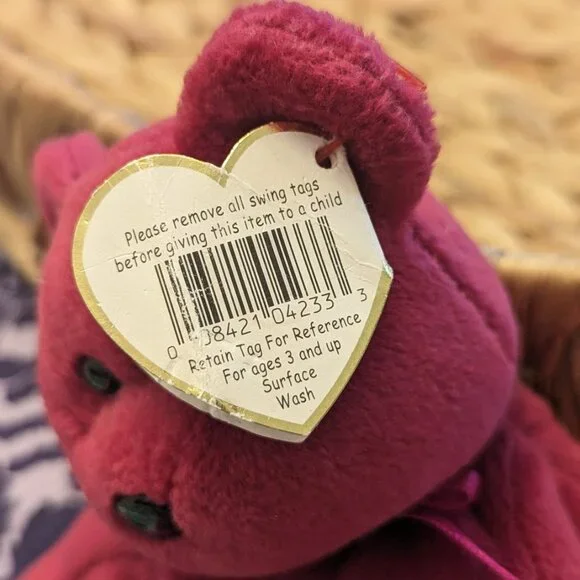 Please remove all swing tags
before giving this item to a child
0 08421 04233 3
Retain Tag For Reference
For ages 3 and up
Surface
Wash